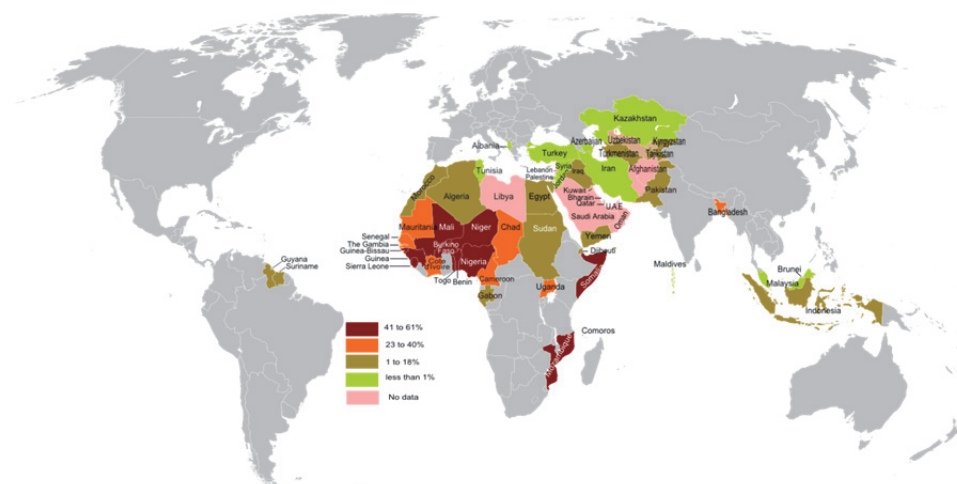 Kazakhstan
Azerbaijan
Uzbekistan
Kyrgyzstan
Turkmenistan
Tajikistan
Albania
Turkey
Tunisia
Lebanon
Palestine
Syria
Jordan
Iraq
Iran
Afghanistan
Pakistan
Morocco
Algeria
Libya
Egypt
Kuwait
Bharain
Qatar
U.A.E
Saudi Arabia
Oman
Bangladesh
Mauritania
Mali
Niger
Chad
Sudan
Yemen
Senegal
The Gambia
Guinea-Bissau
Guinea
Sierra Leone
Burkino
Faso
Nigeria
Cote
d'Ivoire
Togo
Benin
Cameroon
Djibouti
Somalia
Uganda
Gabon
Maldives
Brunei
Malaysia
Indonesia
Guyana
Suriname
Comoros
Mozambique
41 to 61%
23 to 40%
1 to 18%
less than 1%
No data